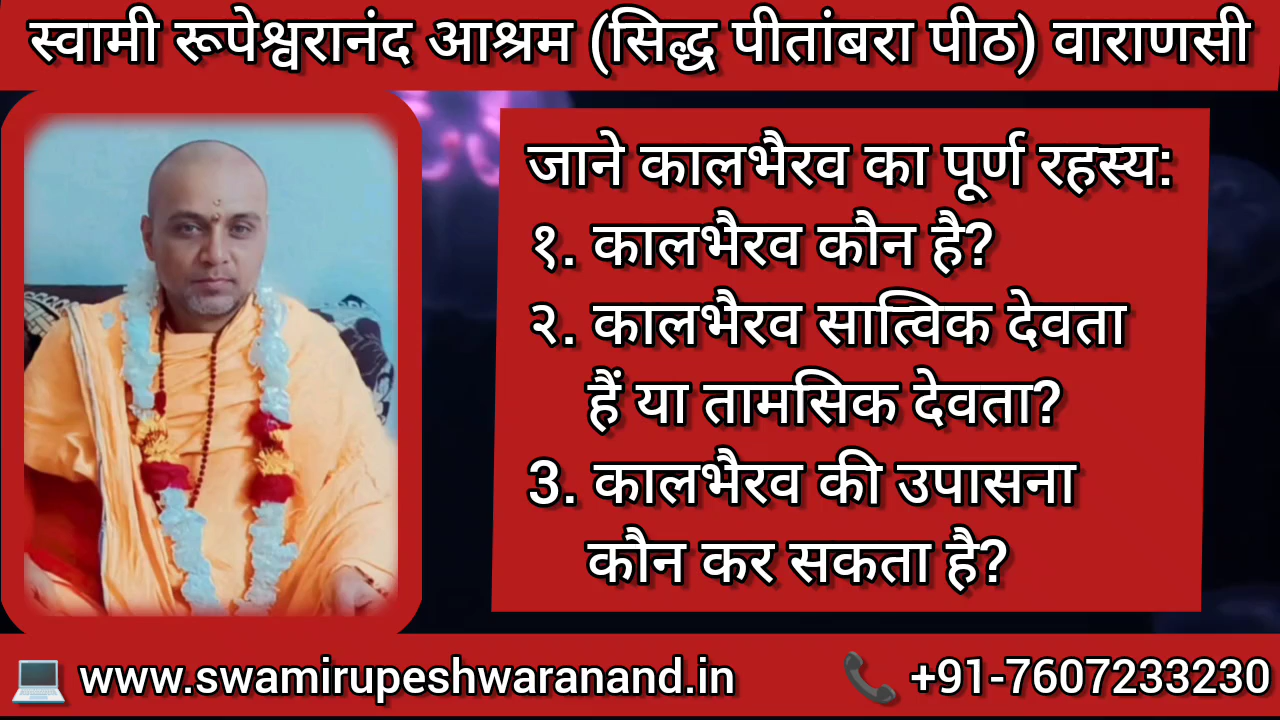 स्वामी रूपेश्वरानंद आश्रम (सिद्ध पीतांबरा पीठ) वाराणसी
जाने कालभैरव का पूर्ण रहस्य:
१. कालभैरव कौन है?
२. कालभैरव सात्विक देवता
हैं या तामसिक देवता?
3. कालभैरव की उपासना
कौन कर सकता है?
www.swamirupeshwaranand.in
+91-7607233230